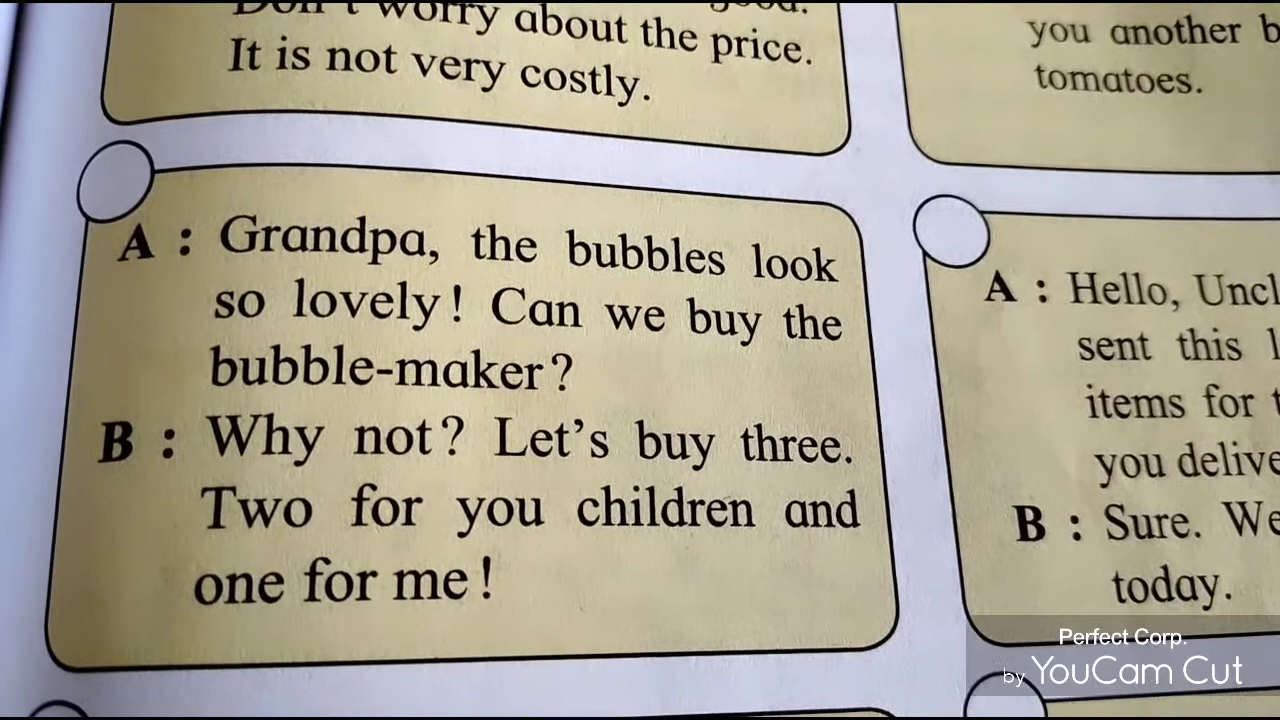 Don't worry about the price.
It is not very costly.
you another
tomatoes.
A : Grandpa, the bubbles look
so lovely! Can we buy the
bubble-maker?
B : Why not? Let's buy three.
Two for you children and
one for me!
A : Hello,
sent this
items for
you
B : Sure.
today.
Perfect Corp.
by YouCam Cut